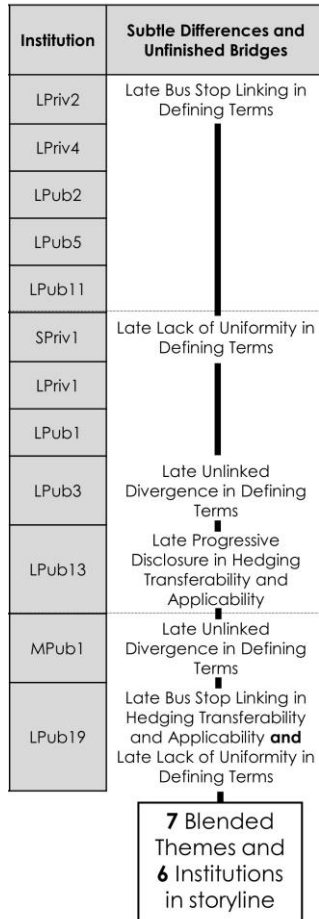 Institution
Subtle Differences and
Unfinished Bridges
LPriv2
Late Bus Stop Linking in
Defining Terms
LPriv4
LPub2
LPub5
LPub11
SPriv1
Late Lack of Uniformity in
Defining Terms
LPriv1
LPub1
LPub3
Late Unlinked
Divergence in Defining
Terms
LPub13
Late Progressive
Disclosure in Hedging
Transferability and
Applicability
MPub1
Late Unlinked
Divergence in Defining
Terms
LPub19
Late Bus Stop Linking in
Hedging Transferability
and Applicability and
Late Lack of Uniformity in
Defining Terms
7 Blended
Themes and
6 Institutions
in storyline